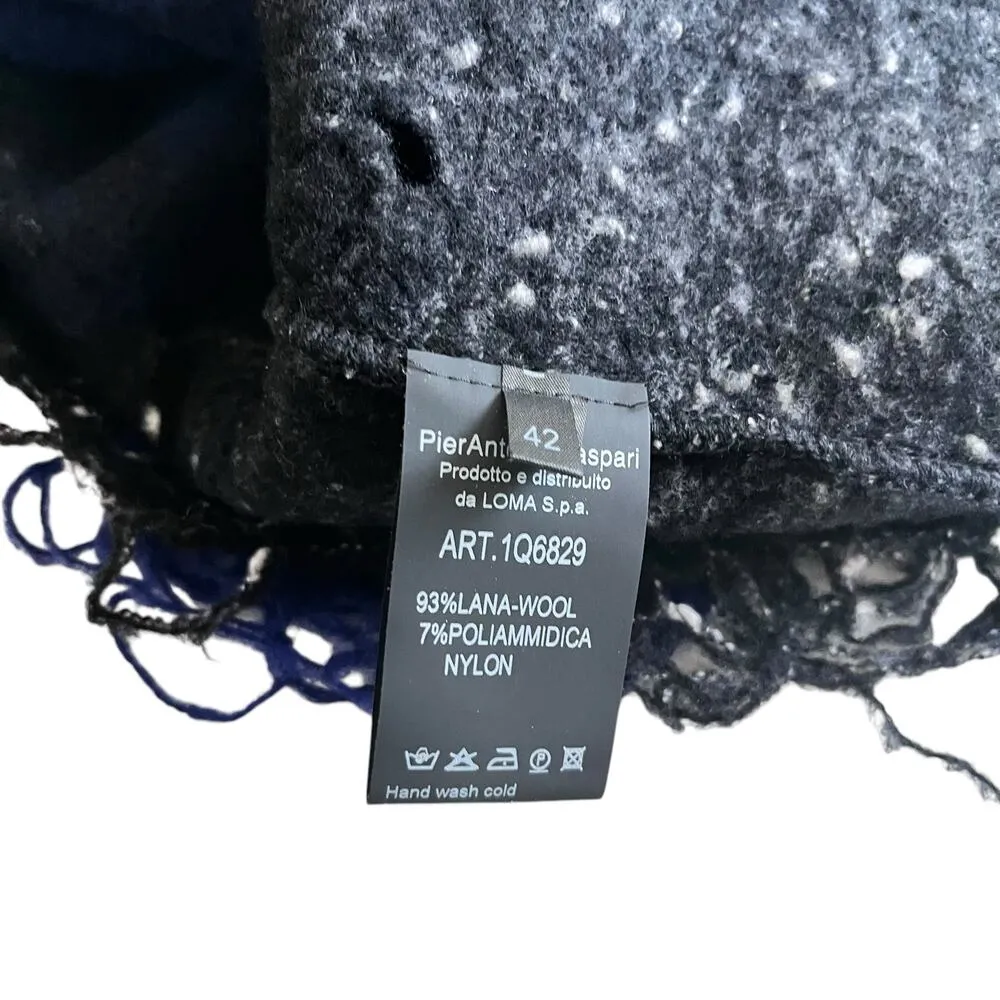 42
PierAnt aspari
Prodotto e distribuito
da LOMA S.p.a.
ART.1Q6829
93%LANA-WOOL
7%POLIAMMIDICA
NYLON
P
Hand wash cold